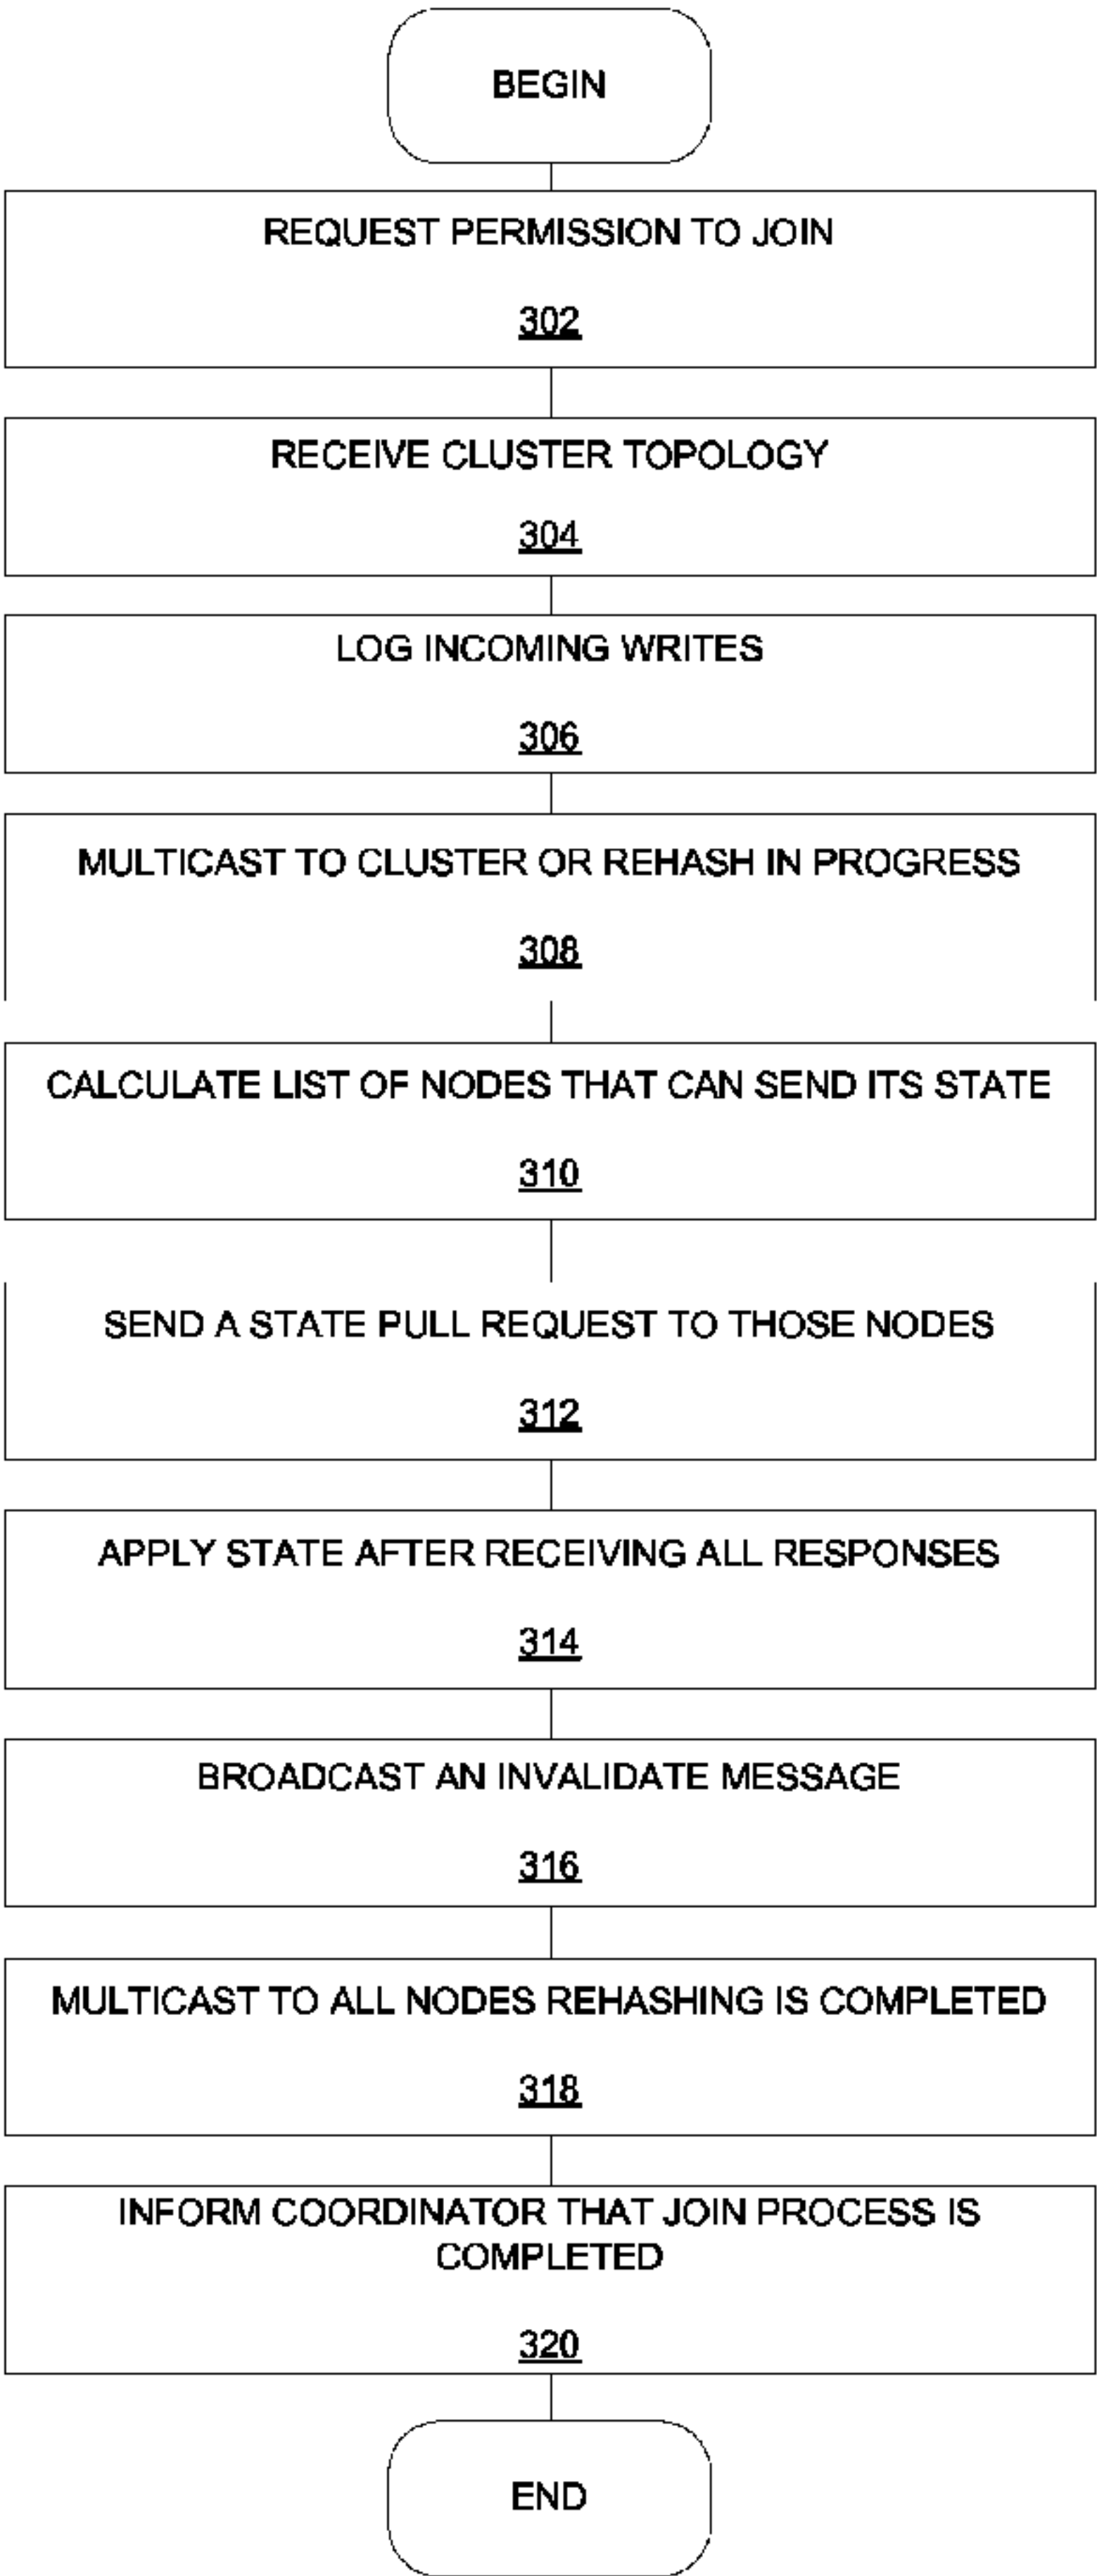 BEGIN
REQUEST PERMISSION TO JOIN
302
RECEIVE CLUSTER TOPOLOGY
304
LOG INCOMING WRITES
306
MULTICAST TO CLUSTER OR REHASH IN PROGRESS
308
CALCULATE LIST OF NODES THAT CAN SEND ITS STATE
310
SEND A STATE PULL REQUEST TO THOSE NODES
312
APPLY STATE AFTER RECEIVING ALL RESPONSES
314
BROADCAST AN INVALIDATE MESSAGE
316
MULTICAST TO ALL NODES REHASHING IS COMPLETED
318
INFORM COORDINATOR THAT JOIN PROCESS IS
COMPLETED
320
END